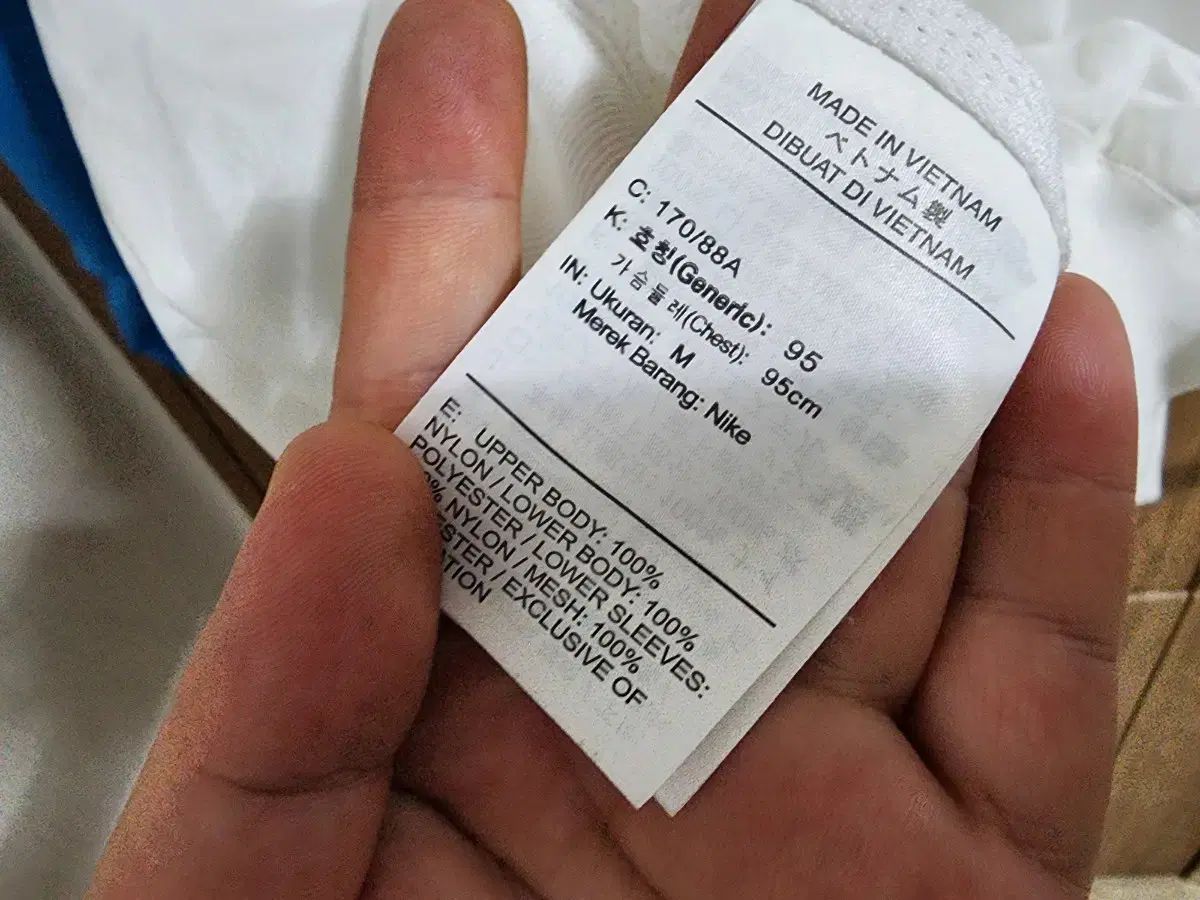 MADE IN VIETNAM
ベトナム製
DIBUAT DI VIETNAM
C: 170/88A
K: 호칭(Generic): 95
가슴둘레(Chest): 95cm
IN: Ukuran: M
Merek Barang: Nike
E: UPPER BODY: 100%
NYLON / LOWER BODY: 100%
POLYESTER / LOWER SLEEVES:
% NYLON / MESH: 100%
/ EXCLUSIVE OF